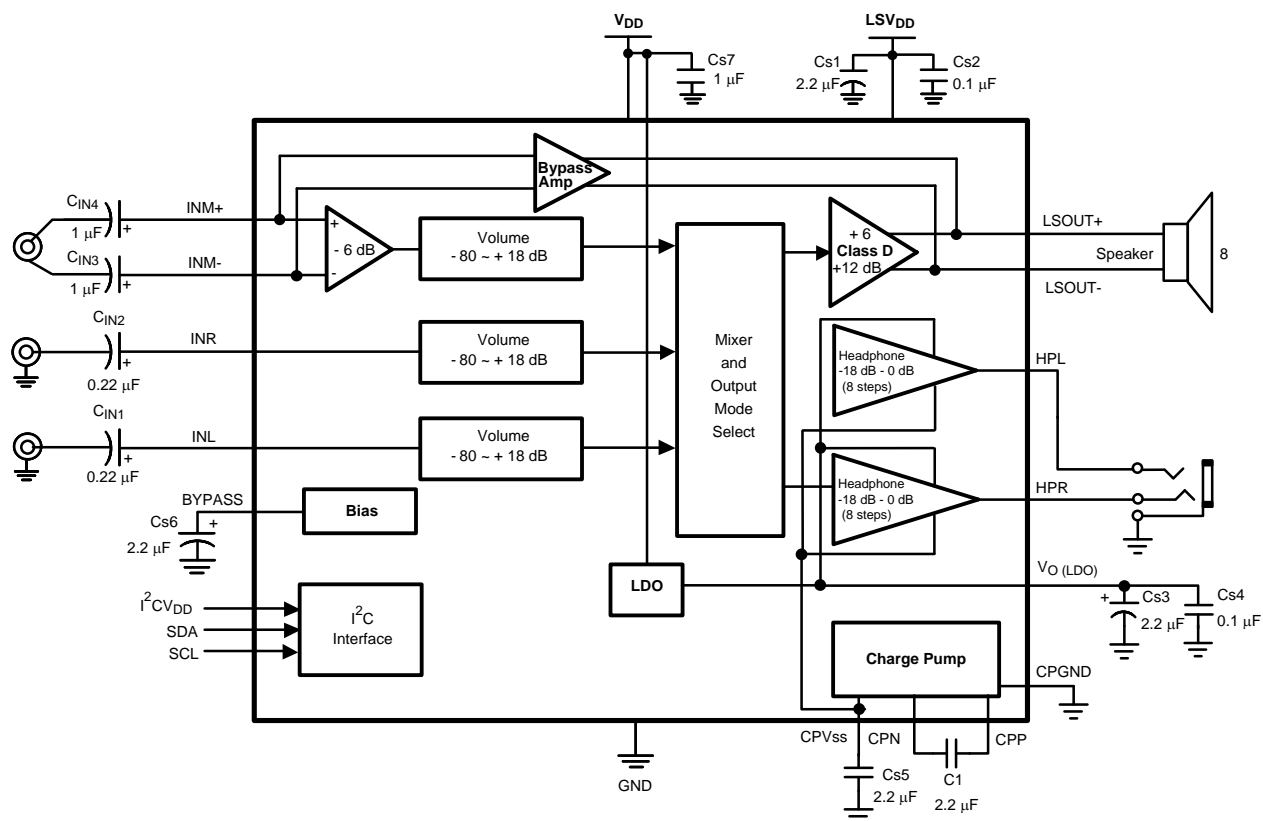 VDD
LSVDD
Cs7
1 μF
Cs1
2.2 μF
Cs2
0.1 μF
Bypass
Amp
CIN4
1 μF
+
INM+
CIN3
1 μF
+
INM-
+
- 6 dB
-
Volume
- 80 ~ + 18 dB
+ 6
Class D
+12 dB
LSOUT+
Speaker
8
LSOUT-
CIN2
+
0.22 μF
INR
Volume
- 80 ~ + 18 dB
Mixer
and
Output
Mode
Select
Headphone
-18 dB - 0 dB
(8 steps)
HPL
CIN1
+
0.22 μF
INL
Volume
- 80 ~ + 18 dB
Headphone
-18 dB - 0 dB
(8 steps)
HPR
BYPASS
Cs6
+
2.2 μF
Bias
LDO
VO (LDO)
+
Cs3
2.2 μF
Cs4
0.1 μF
I2CVDD
SDA
SCL
I2C
Interface
Charge Pump
CPGND
CPVss
CPN
CPP
GND
Cs5
2.2 μF
C1
2.2 μF